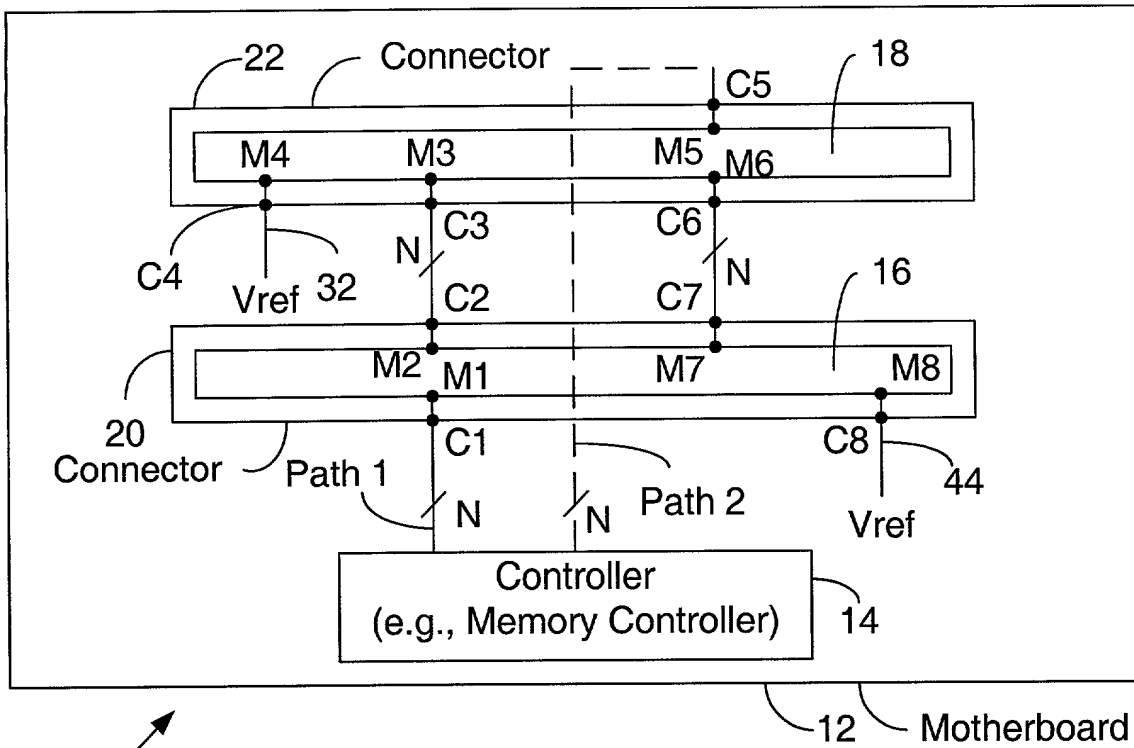 22
Connector
C5
18
M4
M3
M5
M6
C4
C3
C6
N
N
Vref
32
C2
C7
16
M2
M1
M7
M8
20
Connector
C1
C8
44
Path 1
N
N
Path 2
Vref
Controller
(e.g., Memory Controller)
14
12
Motherboard